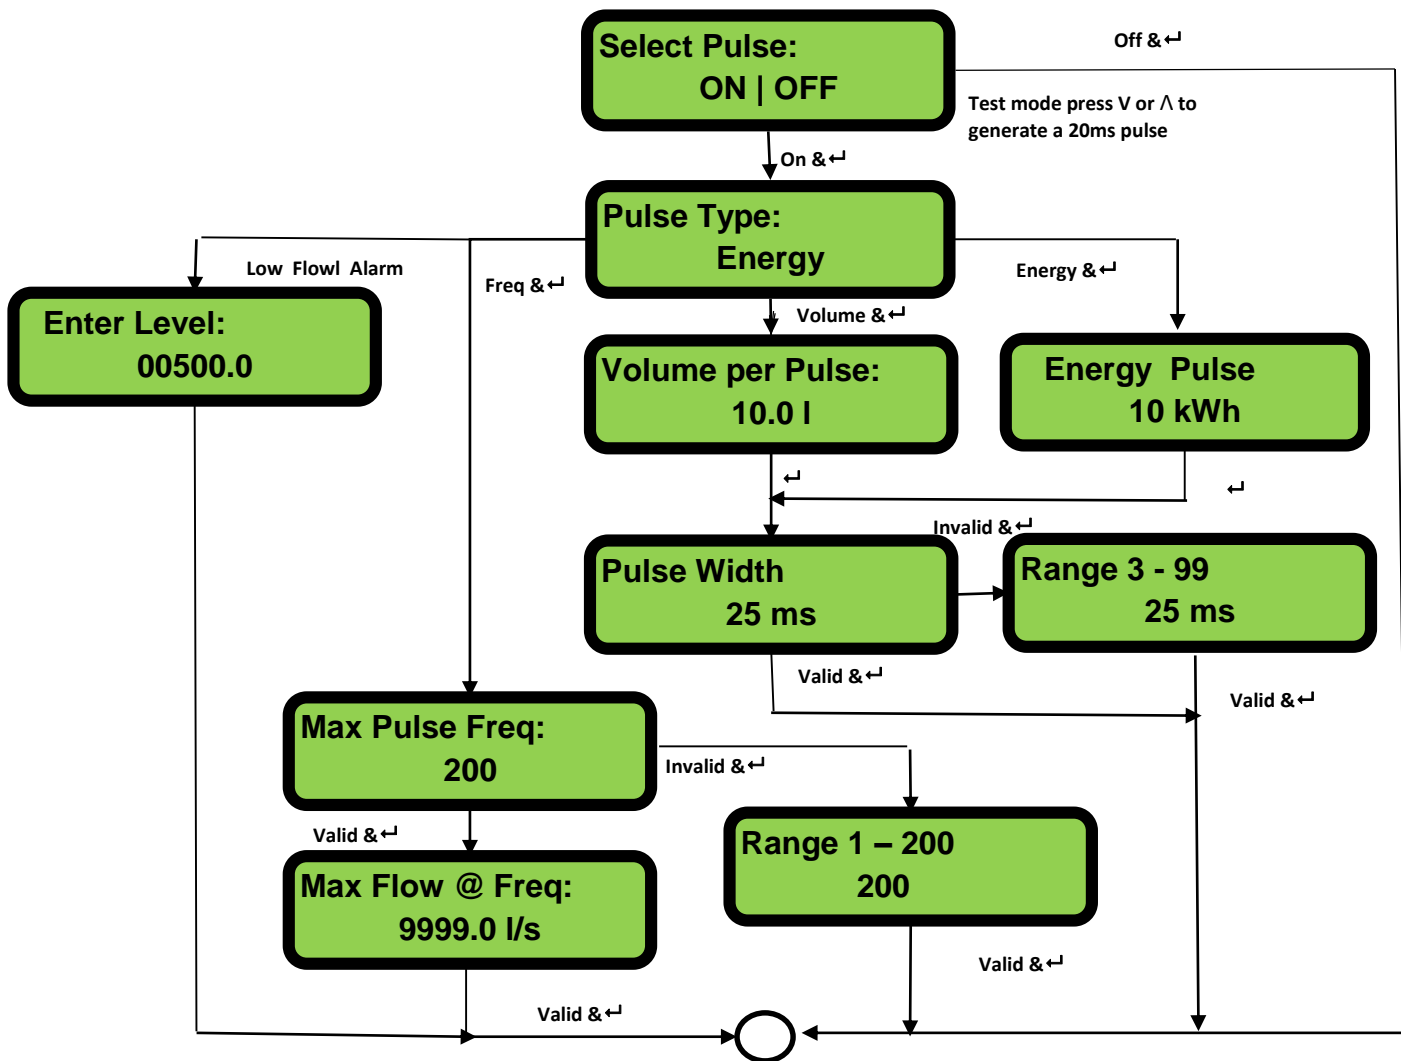 Select Pulse:
ON | OFF
Off &↵
Test mode press V or Λ to
generate a 20ms pulse
On &↵
Pulse Type:
Energy
Low Flowl Alarm
Freq &↵
Energy &↵
Volume &↵
Enter Level:
00500.0
Volume per Pulse:
10.0 l
Energy Pulse
10 kWh
↵
↵
Invalid &↵
Pulse Width
25 ms
Range 3 - 99
25 ms
Valid &↵
Valid &↵
Max Pulse Freq:
200
Invalid &↵
Valid &↵
Range 1 – 200
200
Max Flow @ Freq:
9999.0 l/s
Valid &↵
Valid &↵